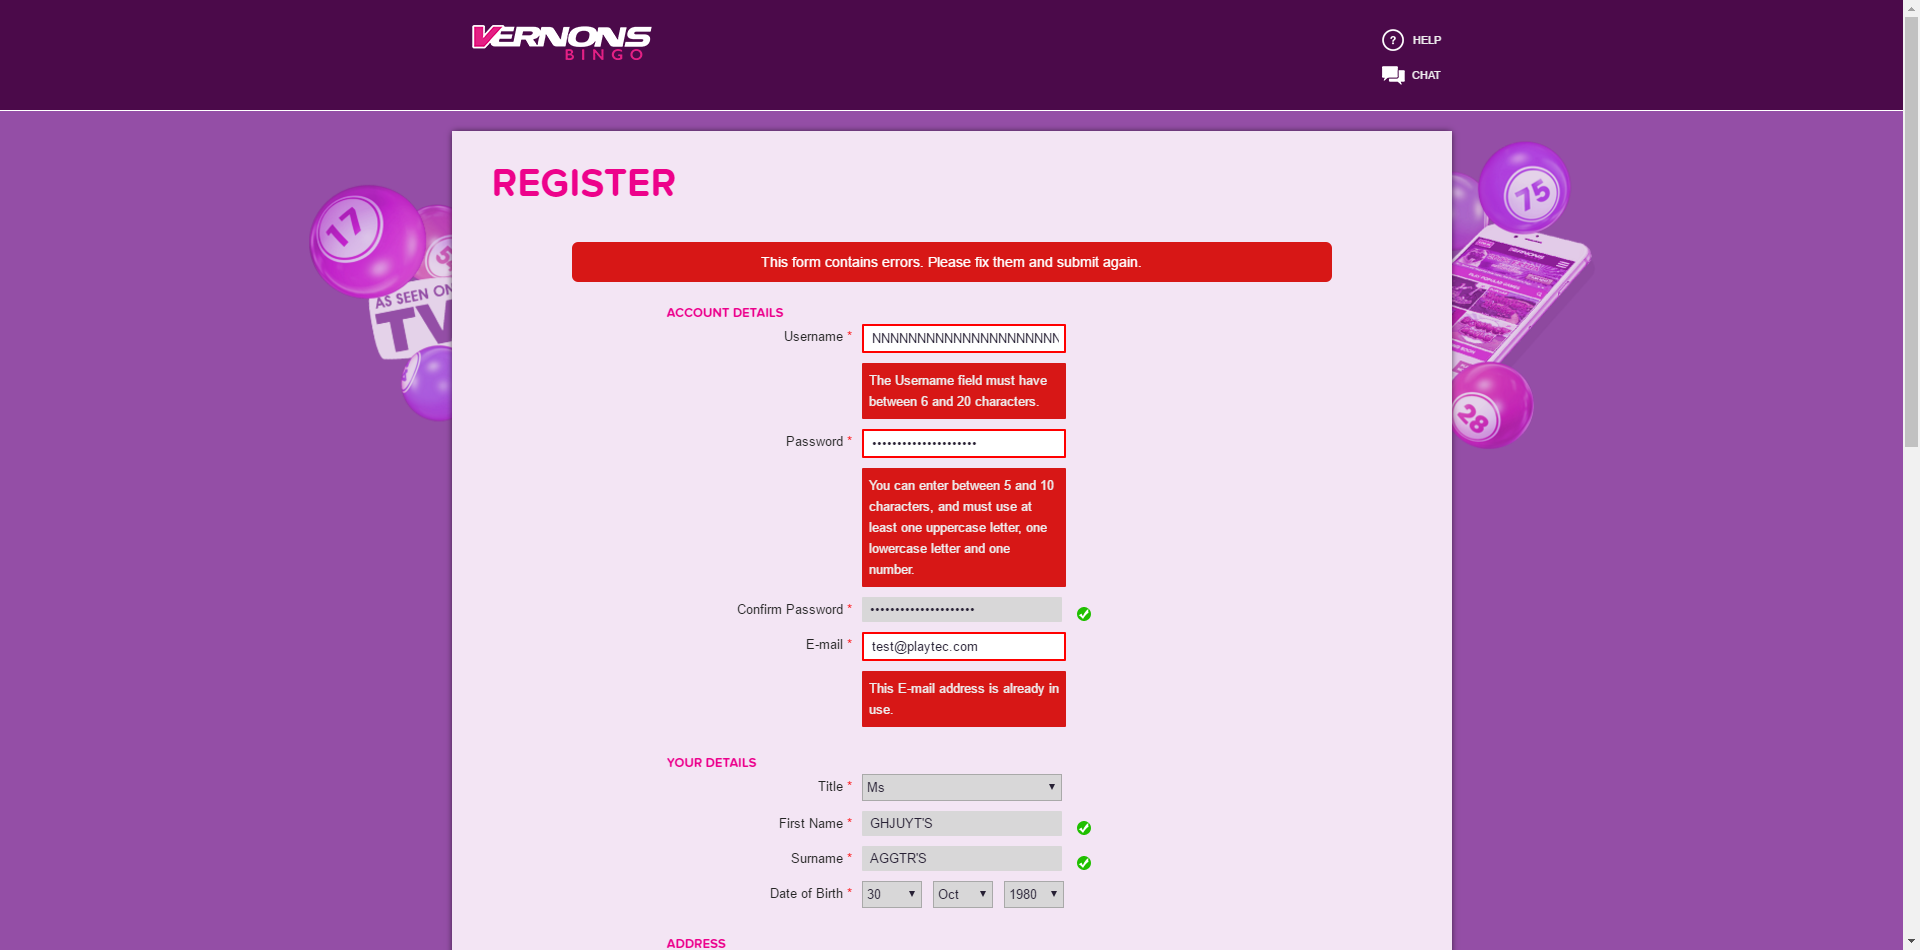 VERNONS
BINGO
HELP
CHAT
REGISTER
17
75
AS SEEN ON
TV
28
This form contains errors. Please fix them and submit again.
ACCOUNT DETAILS
Username *
NNNNNNNNNNNNNNNNNNNNN
The Username field must have
between 6 and 20 characters.
Password *
•••••••••••••••••••••
You can enter between 5 and 10
characters, and must use at
least one uppercase letter, one
lowercase letter and one
number.
Confirm Password *
•••••••••••••••••••••
E-mail *
test@playtec.com
This E-mail address is already in
use.
YOUR DETAILS
Title *
Ms
First Name *
GHJUYT'S
Surname *
AGGTR'S
Date of Birth *
30 Oct 1980
ADDRESS